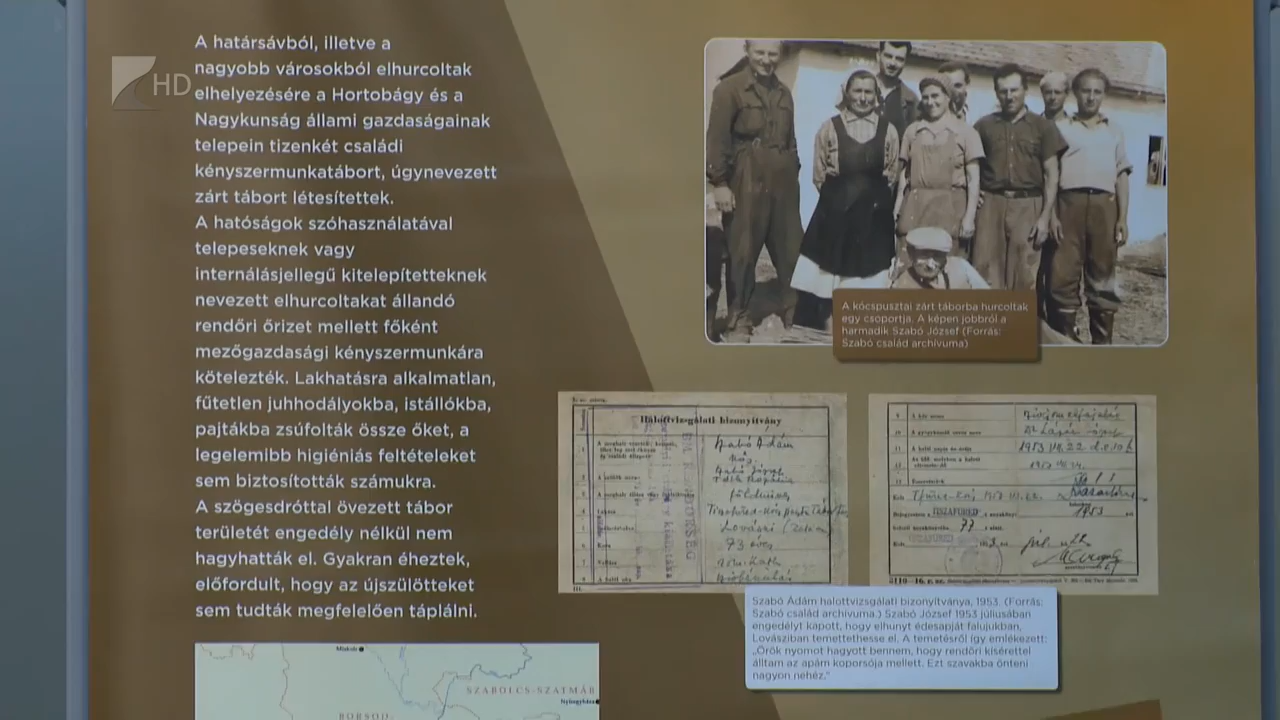 A határsávból, illetve a
nagyobb városokból elhurcoltak
elhelyezésére a Hortobágy és a
Nagykunság állami gazdaságainak
telepein tizenkét családi
kényszermunkatábort, úgynevezett
zárt tábort létesítettek.
A hatóságok szóhasználatával
telepeseknek vagy
internálásjellegű kitelepítetteknek
nevezett elhurcoltakat állandó
rendőri őrizet mellett főként
mezőgazdasági kényszermunkára
kötelezték. Lakhatásra alkalmatlan,
fűtetlen juhhodályokba, istállókba,
pajtákba zsúfolták össze őket, a
legelemibb higiéniás feltételeket
sem biztosították számukra.
A szögesdróttal övezett tábor
területét engedély nélkül nem
hagyhatták el. Gyakran éheztek,
előfordult, hogy az újszülötteket
sem tudták megfelelően táplálni.
HD
A kócspusztai zárt táborba hurcoltak
egy csoportja. A képen jobbról a
harmadik Szabó József (Forrás:
Szabó család archívuma)
Halottvizsgálati bizonyítvány
Szabó Ádám
földműves
73 éves
TISZAFÜRED
77
1953
Szabó Ádám halottvizsgálati bizonyítványa, 1953. (Forrás:
Szabó család archívuma.) Szabó József 1953 júliusában
engedélyt kapott, hogy elhunyt édesapját falujukban,
Lovásziban temettethesse el. A temetésről így emlékezett:
„Örök nyomot hagyott bennem, hogy rendőri kísérettel
álltam az apám koporsója mellett. Ezt szavakba önteni
nagyon nehéz."
Miskolc
SZABOLCS-SZATMÁR
Nyíregyháza
BORSOD-